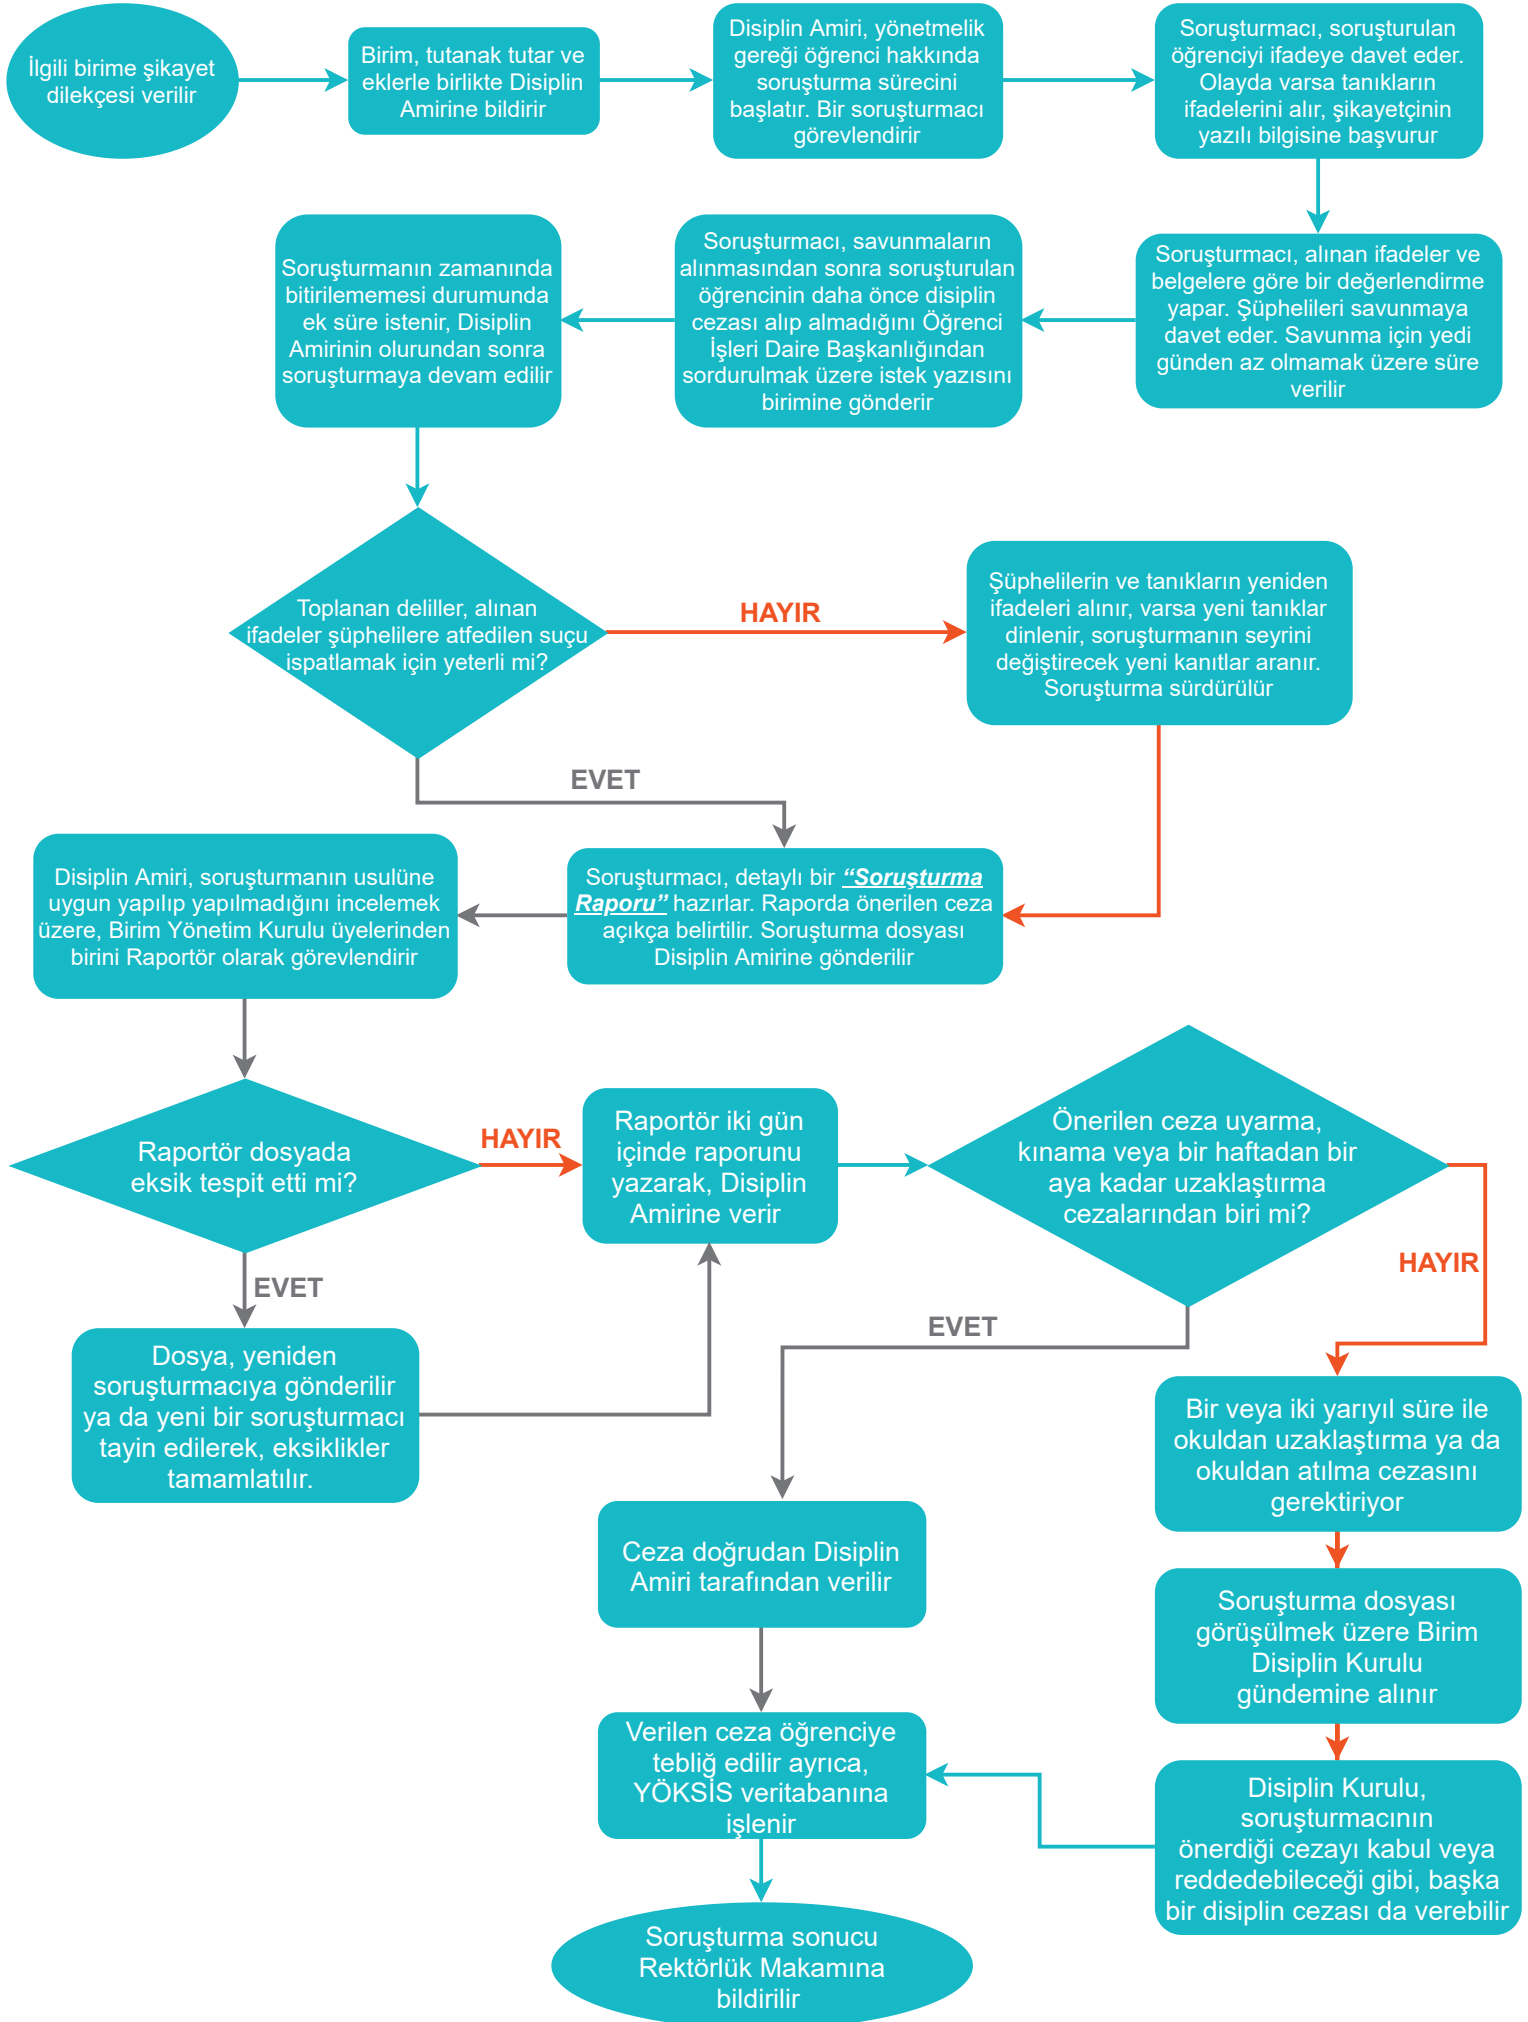 İlgili birime şikayet
dilekçesi verilir
Birim, tutanak tutar ve
eklerle birlikte Disiplin
Amirine bildirir
Disiplin Amiri, yönetmelik
gereği öğrenci hakkında
soruşturma sürecini
başlatır. Bir soruşturmacı
görevlendirir
Soruşturmacı, soruşturulan
öğrenciyi ifadeye davet eder.
Olayda varsa tanıkların
ifadelerini alır, şikayetçinin
yazılı bilgisine başvurur
Soruşturmacı, alınan ifadeler ve
belgelere göre bir değerlendirme
yapar. Şüphelileri savunmaya
davet eder. Savunma için yedi
günden az olmamak üzere süre
verilir
Soruşturmacı, savunmaların
alınmasından sonra soruşturulan
öğrencinin daha önce disiplin
cezası alıp almadığını Öğrenci
İşleri Daire Başkanlığından
sordurulmak üzere istek yazısını
birimine gönderir
Soruşturmanın zamanında
bitirilememesi durumunda
ek süre istenir, Disiplin
Amirinin olurundan sonra
soruşturmaya devam edilir
Toplanan deliller, alınan
ifadeler şüphelilere atfedilen suçu
ispatlamak için yeterli mi?
HAYIR
Şüphelilerin ve tanıkların yeniden
ifadeleri alınır, varsa yeni tanıklar
dinlenir, soruşturmanın seyrini
değiştirecek yeni kanıtlar aranır.
Soruşturma sürdürülür
EVET
Soruşturmacı, detaylı bir “Soruşturma
Raporu” hazırlar. Raporda önerilen ceza
açıkça belirtilir. Soruşturma dosyası
Disiplin Amirine gönderilir
Disiplin Amiri, soruşturmanın usulüne
uygun yapılıp yapılmadığını incelemek
üzere, Birim Yönetim Kurulu üyelerinden
birini Raportör olarak görevlendirir
Raportör dosyada
eksik tespit etti mi?
HAYIR
Raportör iki gün
içinde raporunu
yazarak, Disiplin
Amirine verir
Önerilen ceza uyarma,
kınama veya bir haftadan bir
aya kadar uzaklaştırma
cezalarından biri mi?
HAYIR
EVET
EVET
Dosya, yeniden
soruşturmacıya gönderilir
ya da yeni bir soruşturmacı
tayin edilerek, eksiklikler
tamamlatılır.
Bir veya iki yarıyıl süre ile
okuldan uzaklaştırma ya da
okuldan atılma cezasını
gerektiriyor
Ceza doğrudan Disiplin
Amiri tarafından verilir
Soruşturma dosyası
görüşülmek üzere Birim
Disiplin Kurulu
gündemine alınır
Verilen ceza öğrenciye
tebliğ edilir ayrıca,
YÖKSİS veritabanına
işlenir
Disiplin Kurulu,
soruşturmacının
önerdiği cezayı kabul veya
reddedebileceği gibi, başka
bir disiplin cezası da verebilir
Soruşturma sonucu
Rektörlük Makamına
bildirilir